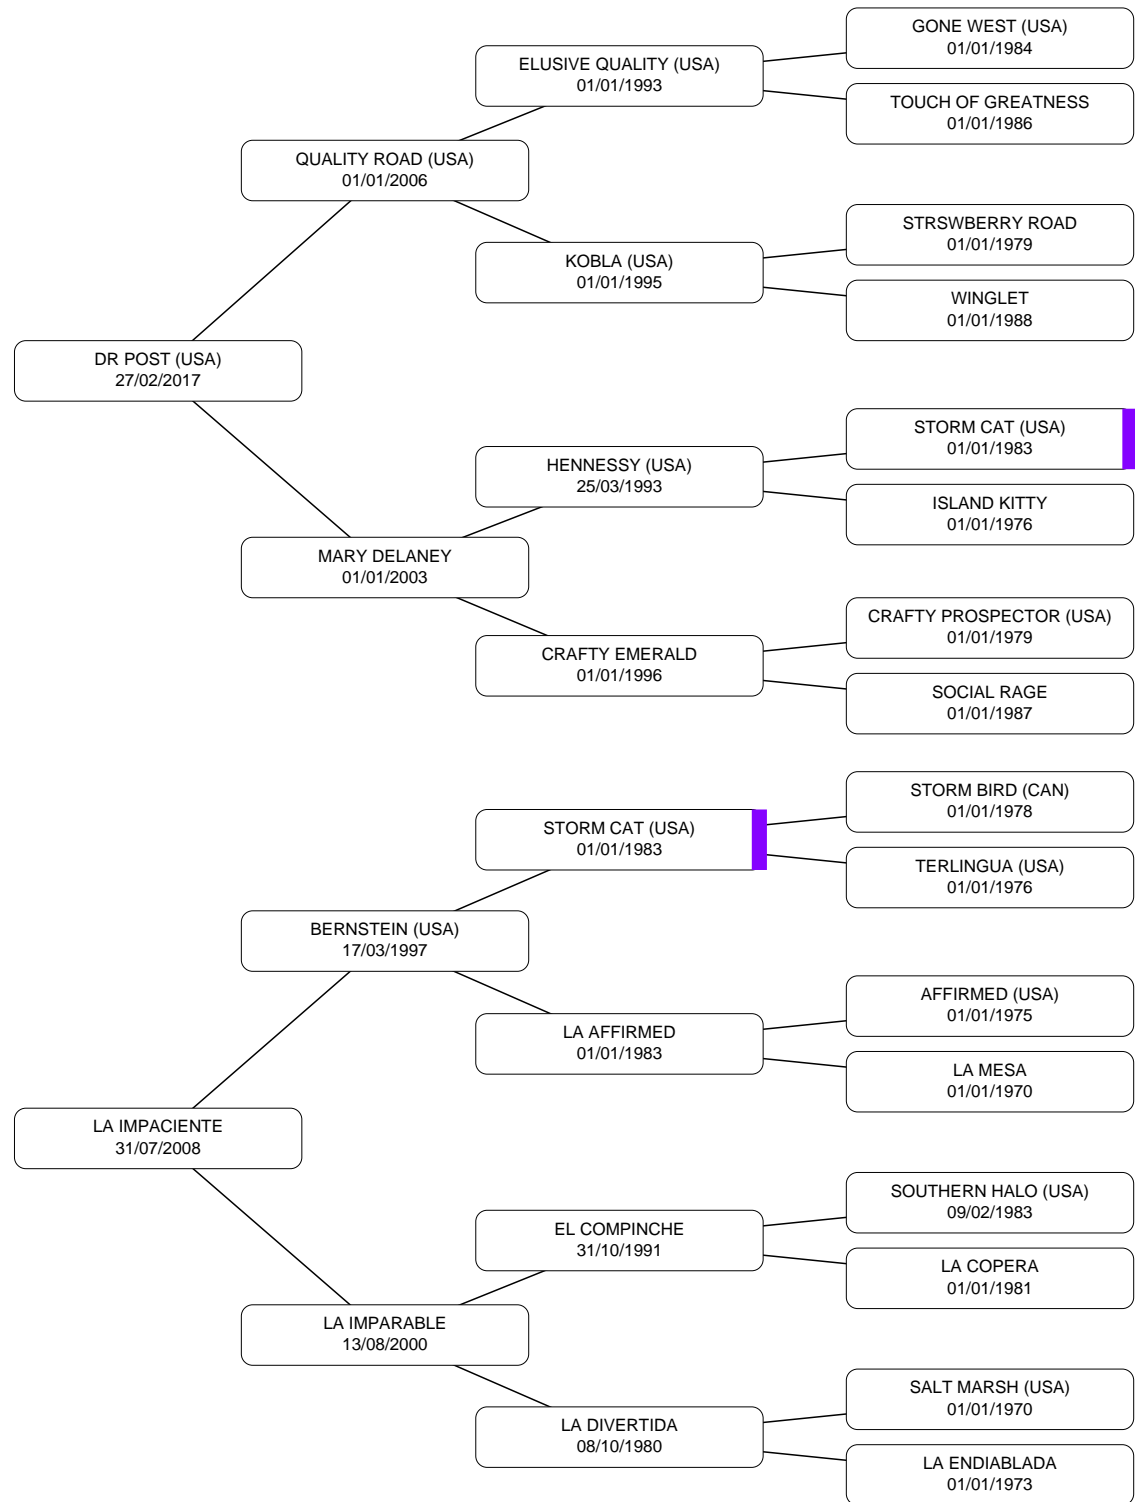 GONE WEST (USA)
01/01/1984
ELUSIVE QUALITY (USA)
01/01/1993
TOUCH OF GREATNESS
01/01/1986
QUALITY ROAD (USA)
01/01/2006
STRSWBERRY ROAD
01/01/1979
KOBLA (USA)
01/01/1995
WINGLET
01/01/1988
DR POST (USA)
27/02/2017
STORM CAT (USA)
01/01/1983
HENNESSY (USA)
25/03/1993
ISLAND KITTY
01/01/1976
MARY DELANEY
01/01/2003
CRAFTY PROSPECTOR (USA)
01/01/1979
CRAFTY EMERALD
01/01/1996
SOCIAL RAGE
01/01/1987
STORM BIRD (CAN)
01/01/1978
STORM CAT (USA)
01/01/1983
TERLINGUA (USA)
01/01/1976
BERNSTEIN (USA)
17/03/1997
AFFIRMED (USA)
01/01/1975
LA AFFIRMED
01/01/1983
LA MESA
01/01/1970
LA IMPACIENTE
31/07/2008
SOUTHERN HALO (USA)
09/02/1983
EL COMPINCHE
31/10/1991
LA COPERA
01/01/1981
LA IMPARABLE
13/08/2000
SALT MARSH (USA)
01/01/1970
LA DIVERTIDA
08/10/1980
LA ENDIABLADA
01/01/1973